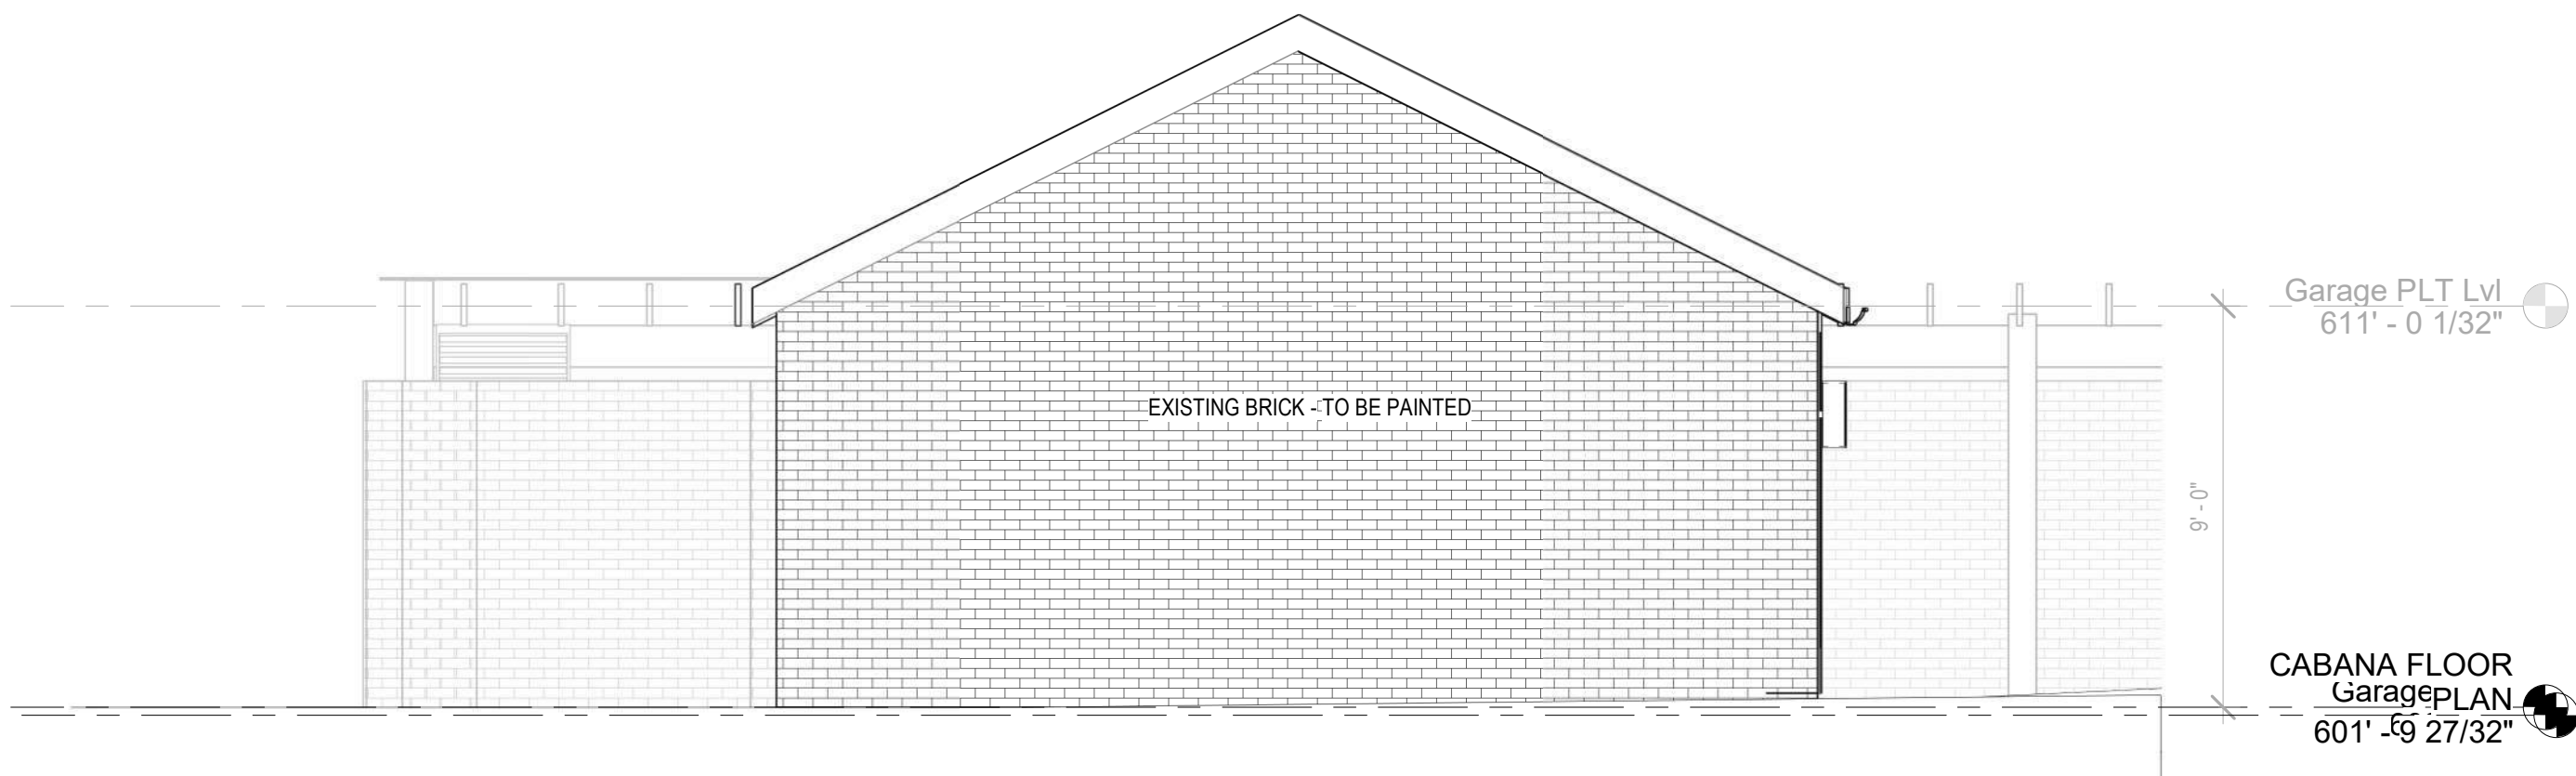 Garage PLT Lvl
611' - 0 1/32"
EXISTING BRICK - TO BE PAINTED
9' - 0"
CABANA FLOOR
Garage PLAN
601' - 9 27/32"